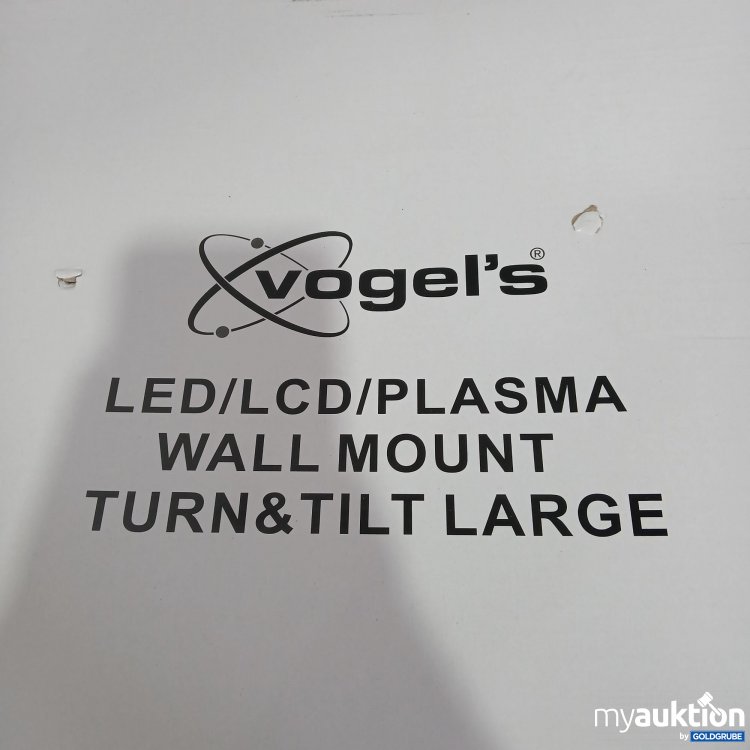 vogel's®
LED/LCD/PLASMA
WALL MOUNT
TURN&TILT LARGE
myauktion
by GOLDGRUBE